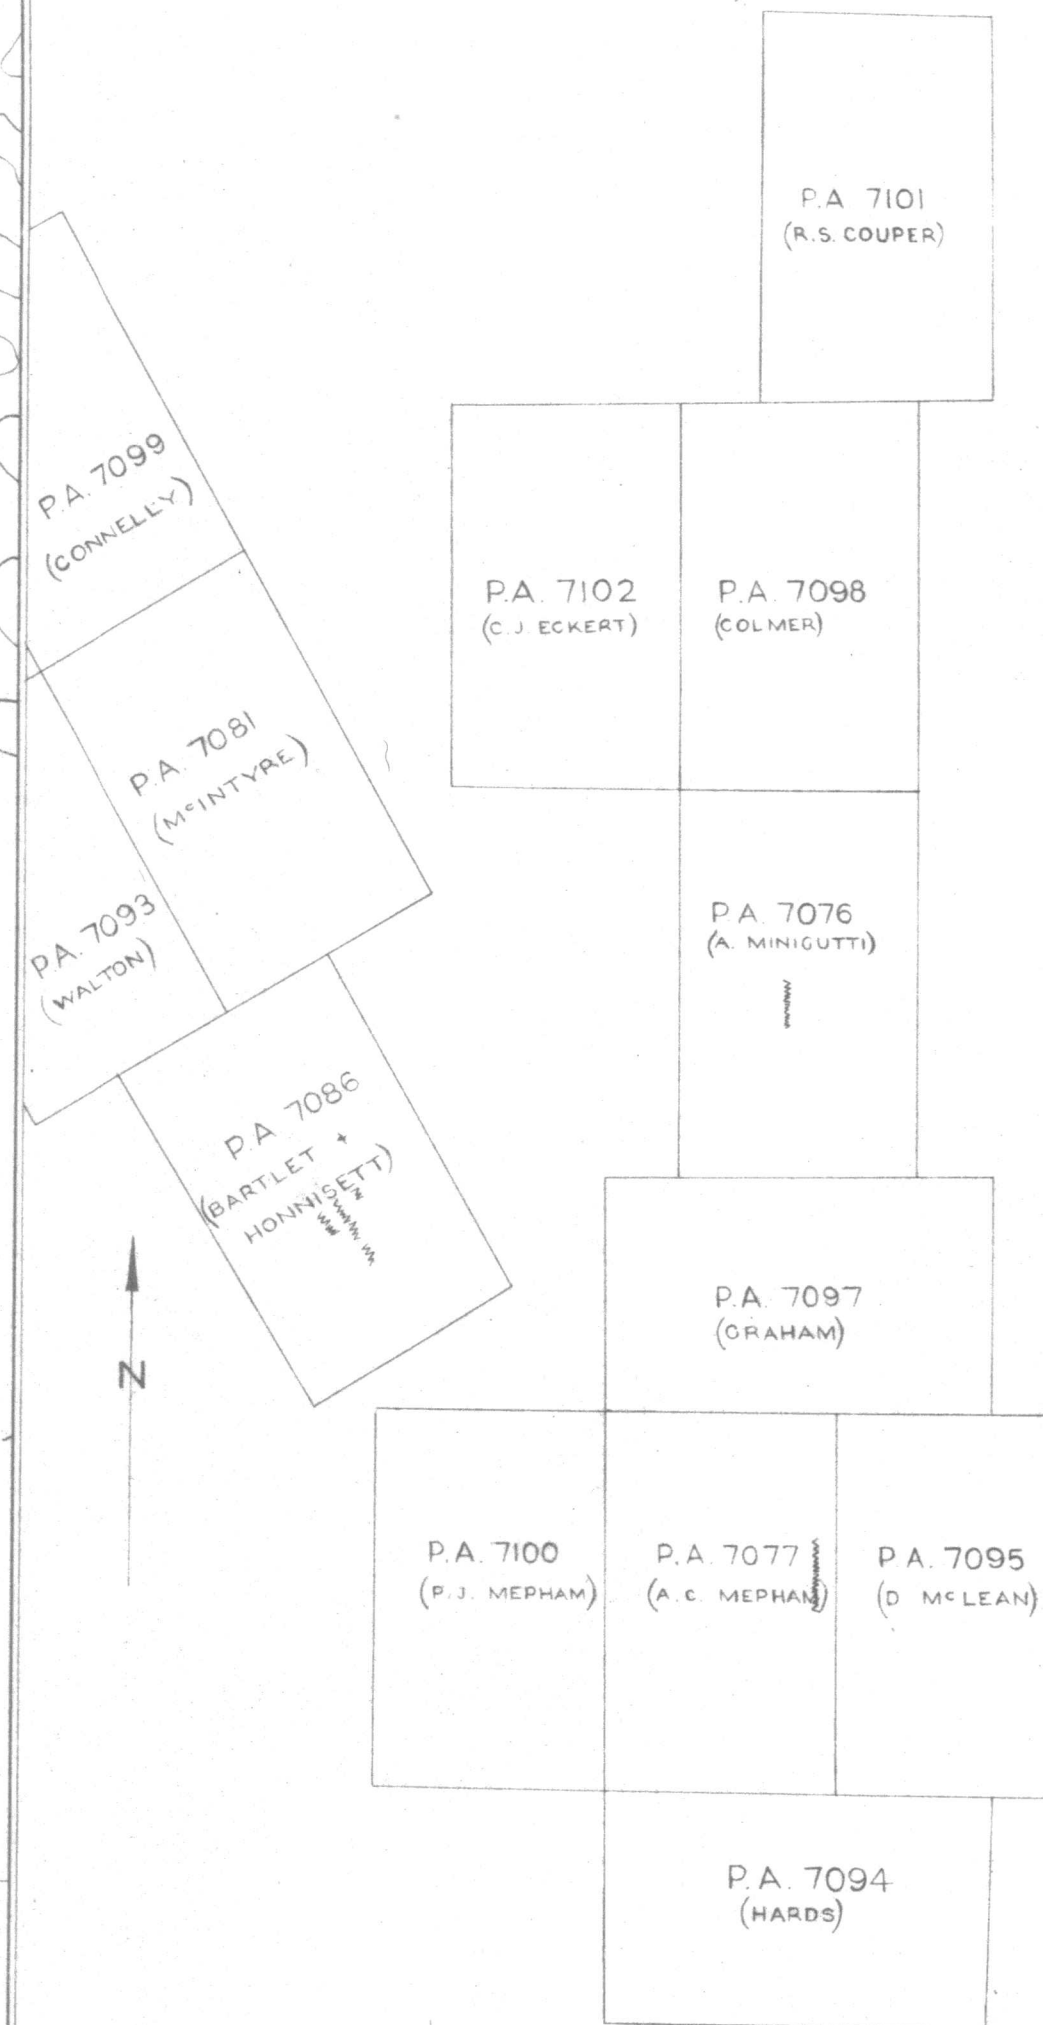 P.A 7101
(R.S. COUPER)
P.A. 7099
(CONNELLY)
P.A. 7102
(C.J. ECKERT)
P.A. 7098
(COLMER)
P.A. 7081
(McINTYRE)
P.A. 7093
(WALTON)
P.A. 7076
(A. MINIGUTTI)
P.A 7086
(BARTLET +
HONNISETT)
N
P.A. 7097
(GRAHAM)
P.A. 7100
(P.J. MEPHAM)
P.A. 7077
(A.C. MEPHAM)
P.A. 7095
(D McLEAN)
P.A. 7094
(HARDS)